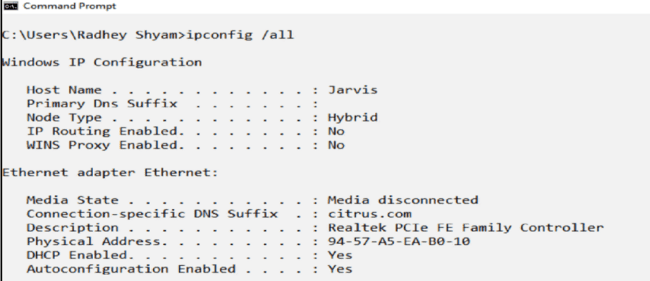 Command Prompt
C:\Users\Radhey Shyam>ipconfig /all
Windows IP Configuration
Host Name . . . . . . . . . . . . : Jarvis
Primary Dns Suffix  . . . . . . . :
Node Type . . . . . . . . . . . . : Hybrid
IP Routing Enabled. . . . . . . . : No
WINS Proxy Enabled. . . . . . . . : No
Ethernet adapter Ethernet:
Media State . . . . . . . . . . . : Media disconnected
Connection-specific DNS Suffix  . : citrus.com
Description . . . . . . . . . . . : Realtek PCIe FE Family Controller
Physical Address. . . . . . . . . : 94-57-A5-EA-B0-10
DHCP Enabled. . . . . . . . . . . : Yes
Autoconfiguration Enabled . . . . : Yes